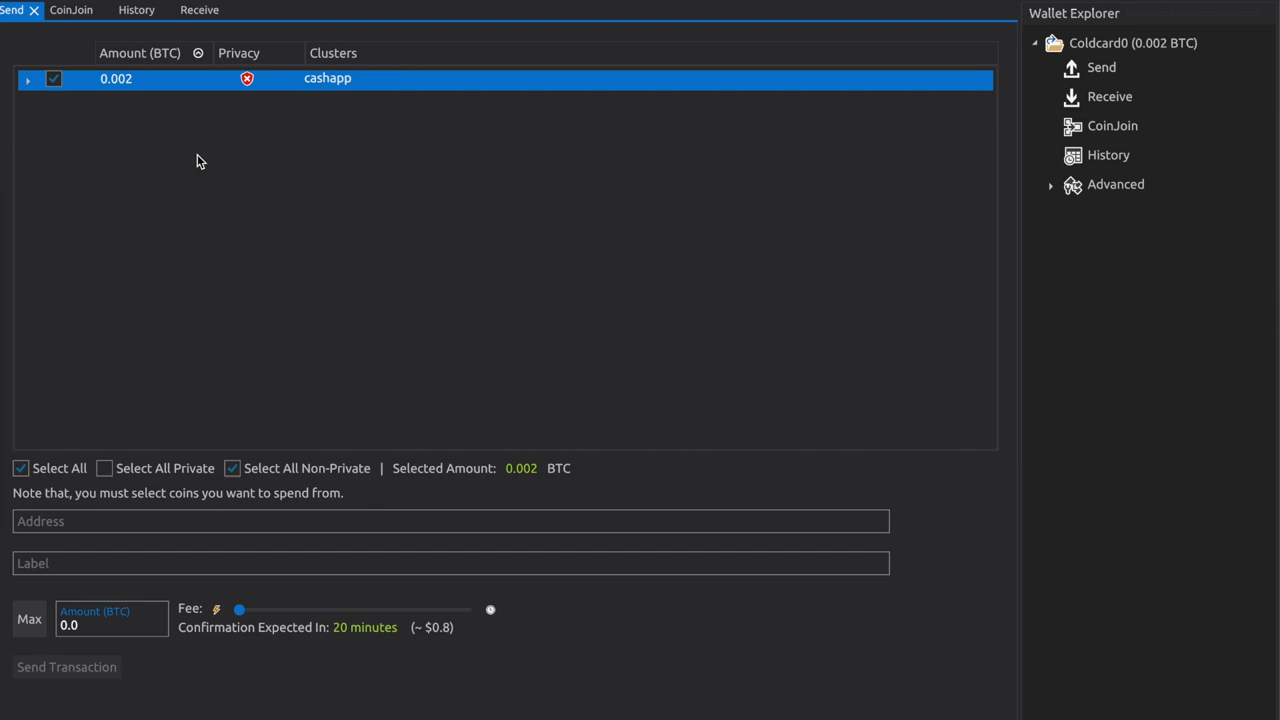 Send CoinJoin History Receive
Amount (BTC) Privacy Clusters
0.002 cashapp
Select All Select All Private Select All Non-Private | Selected Amount: 0.002 BTC
Note that, you must select coins you want to spend from.
Address
Label
Max
Amount (BTC)
0.0
Fee:
Confirmation Expected In: 20 minutes (~ $0.8)
Send Transaction
Wallet Explorer
Coldcard0 (0.002 BTC)
Send
Receive
CoinJoin
History
Advanced